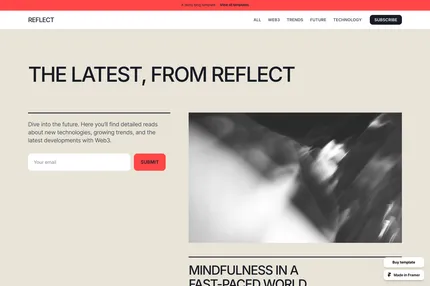 REFLECT
ALL WEB3 TRENDS FUTURE TECHNOLOGY SUBSCRIBE
THE LATEST, FROM REFLECT
Dive into the future. Here you'll find detailed reads
about new technologies, growing trends, and the
latest developments with Web3.
Your email SUBMIT
MINDFULNESS IN A
FAST-PACED WORLD
Buy template
Made in Framer